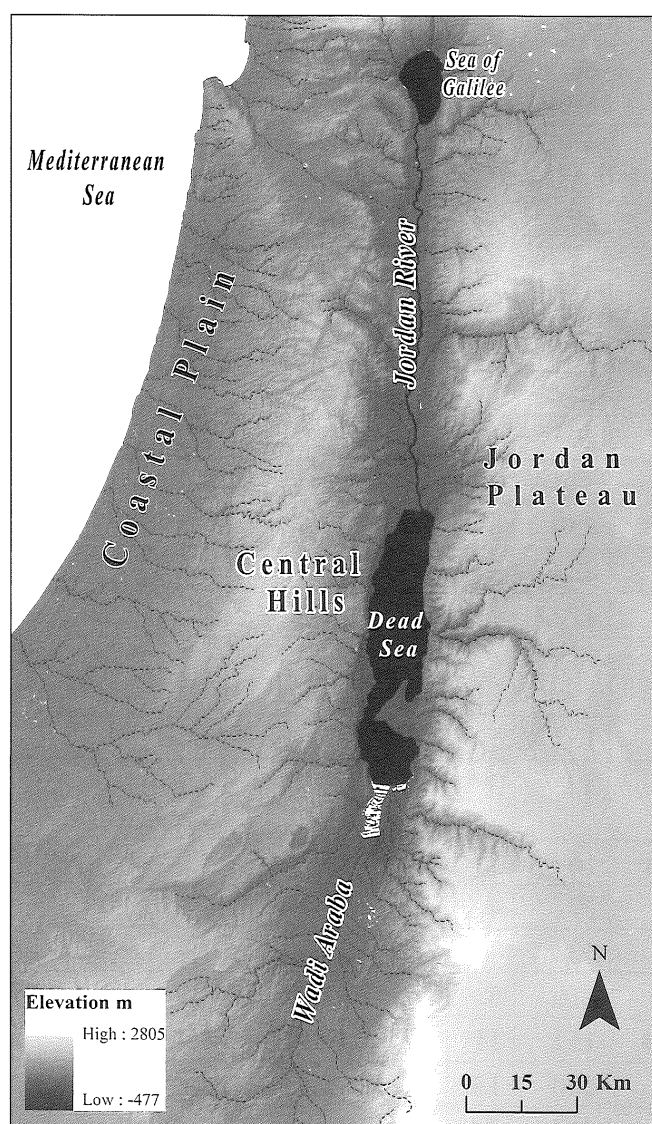 Sea of
Galilee
Mediterranean
Sea
Jordan River
Coastal Plain
Jordan
Plateau
Central
Hills
Dead
Sea
Wadi Araba
N
Elevation m
High : 2805
Low : -477
0 15 30 Km